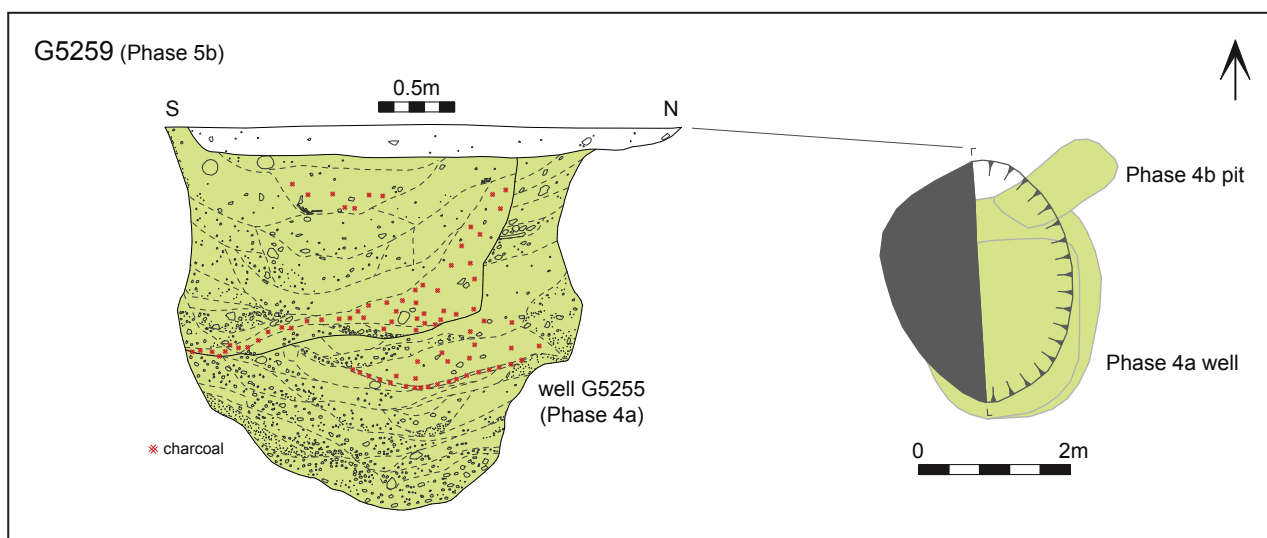 G5259 (Phase 5b)
0.5m
S
N
Phase 4b pit
Phase 4a well
well G5255
(Phase 4a)
charcoal
0
2m